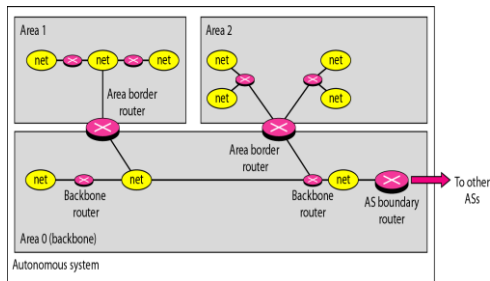 Area 1
Area 2
net
net
net
net
net
net
net
Area border
router
Area border
router
net
net
net
Backbone
router
Backbone
router
AS boundary
router
To other
ASs
Area 0 (backbone)
Autonomous system